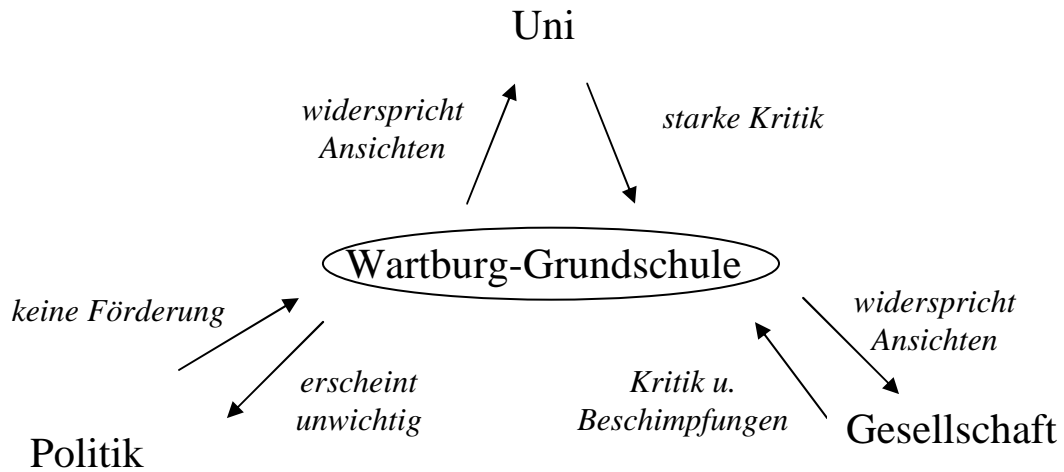 Uni
widerspricht
Ansichten
starke Kritik
Wartburg-Grundschule
keine Förderung
widerspricht
Ansichten
erscheint
unwichtig
Kritik u.
Beschimpfungen
Politik
Gesellschaft